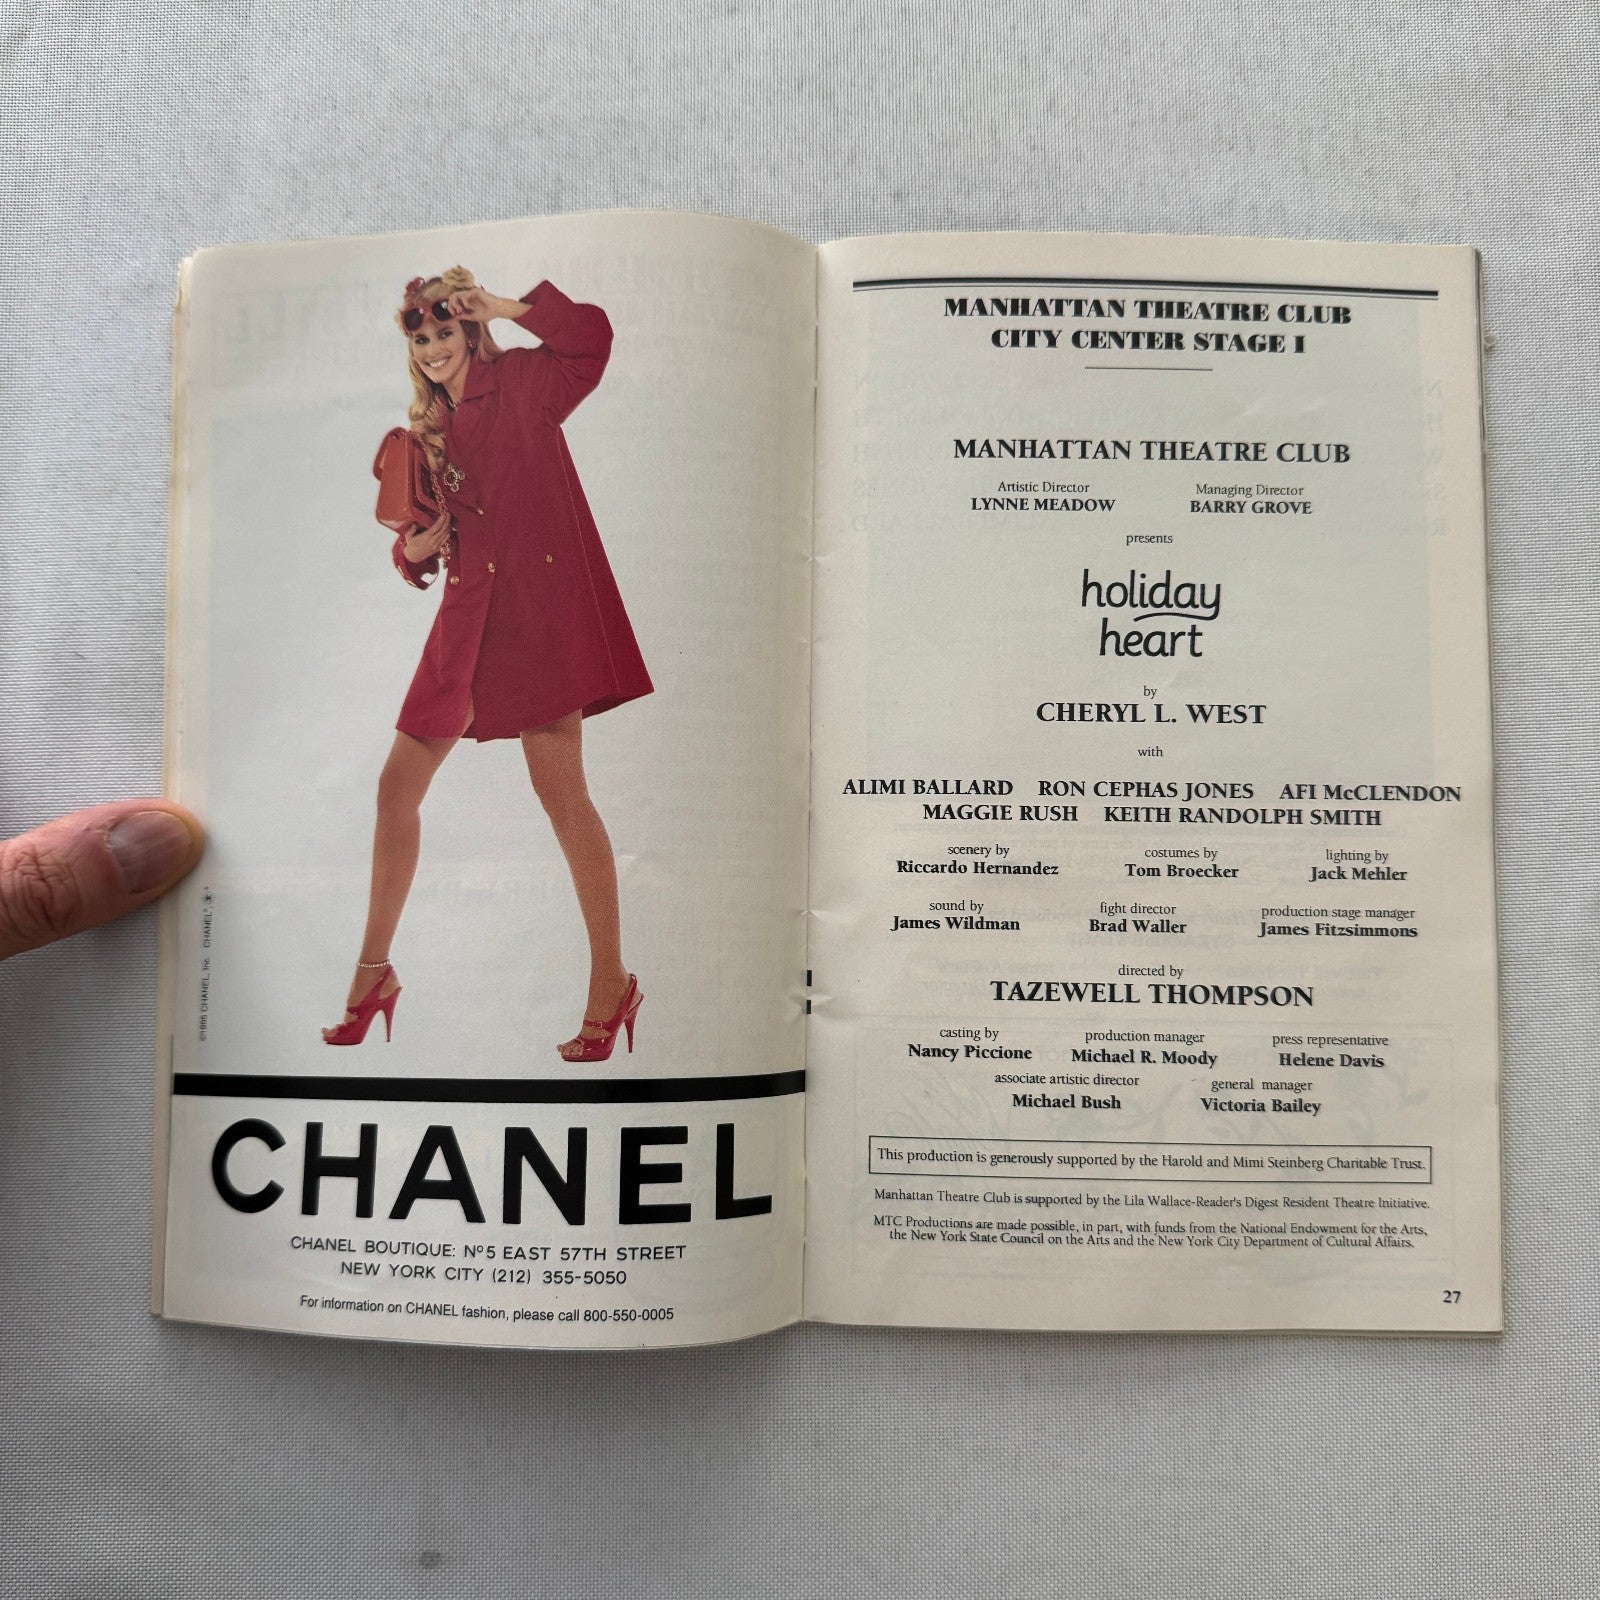 ©1995 CHANEL, Inc. CHANEL®,
CHANEL
CHANEL BOUTIQUE: Nº5 EAST 57TH STREET
NEW YORK CITY (212) 355-5050
For information on CHANEL fashion, please call 800-550-0005
MANHATTAN THEATRE CLUB
CITY CENTER STAGE I
MANHATTAN THEATRE CLUB
Artistic Director Managing Director
LYNNE MEADOW BARRY GROVE
presents
holiday
heart
by
CHERYL L. WEST
with
ALIMI BALLARD RON CEPHAS JONES AFI McCLENDON
MAGGIE RUSH KEITH RANDOLPH SMITH
scenery by costumes by lighting by
Riccardo Hernandez Tom Broecker Jack Mehler
sound by fight director production stage manager
James Wildman Brad Waller James Fitzsimmons
directed by
TAZEWELL THOMPSON
casting by production manager press representative
Nancy Piccione Michael R. Moody Helene Davis
associate artistic director general manager
Michael Bush Victoria Bailey
This production is generously supported by the Harold and Mimi Steinberg Charitable Trust.
Manhattan Theatre Club is supported by the Lila Wallace-Reader's Digest Resident Theatre Initiative.
MTC Productions are made possible, in part, with funds from the National Endowment for the Arts,
the New York State Council on the Arts and the New York City Department of Cultural Affairs.
27